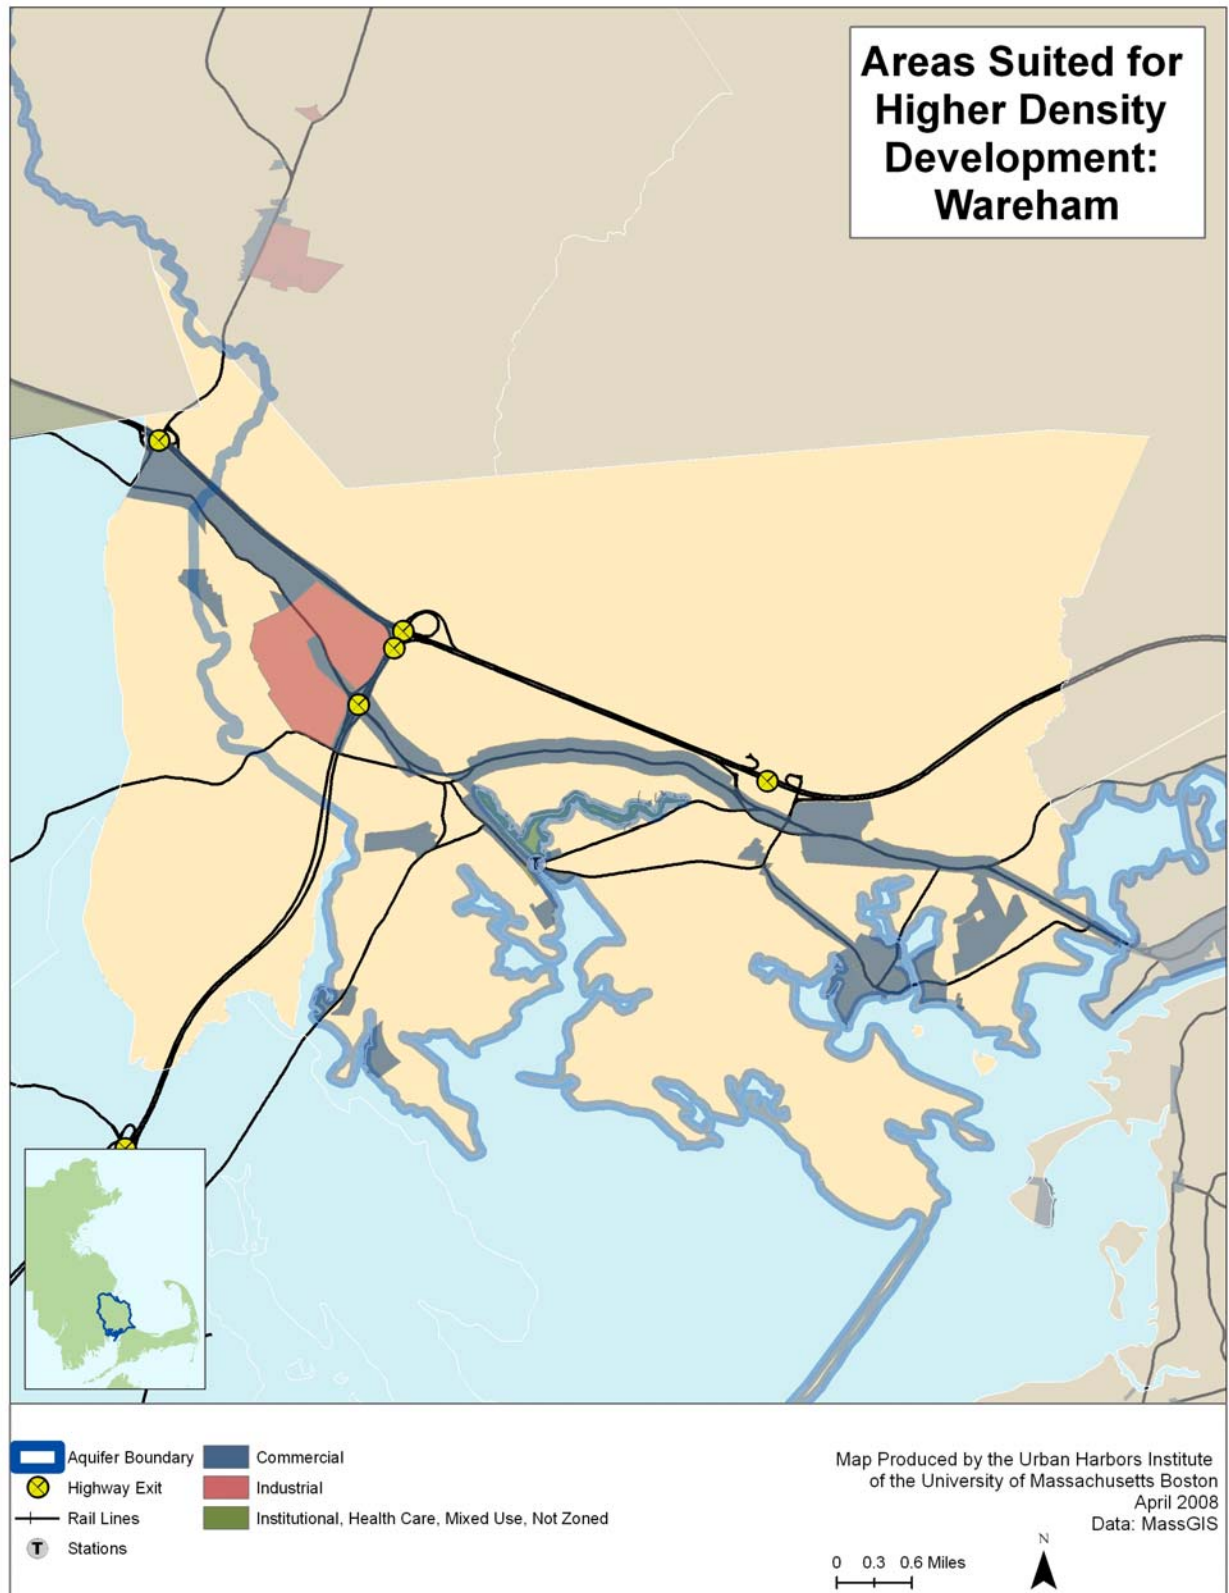 Areas Suited for
Higher Density
Development:
Wareham
T
Aquifer Boundary
Highway Exit
Rail Lines
T
Stations
Commercial
Industrial
Institutional, Health Care, Mixed Use, Not Zoned
Map Produced by the Urban Harbors Institute
of the University of Massachusetts Boston
April 2008
Data: MassGIS
N
0 0.3 0.6 Miles